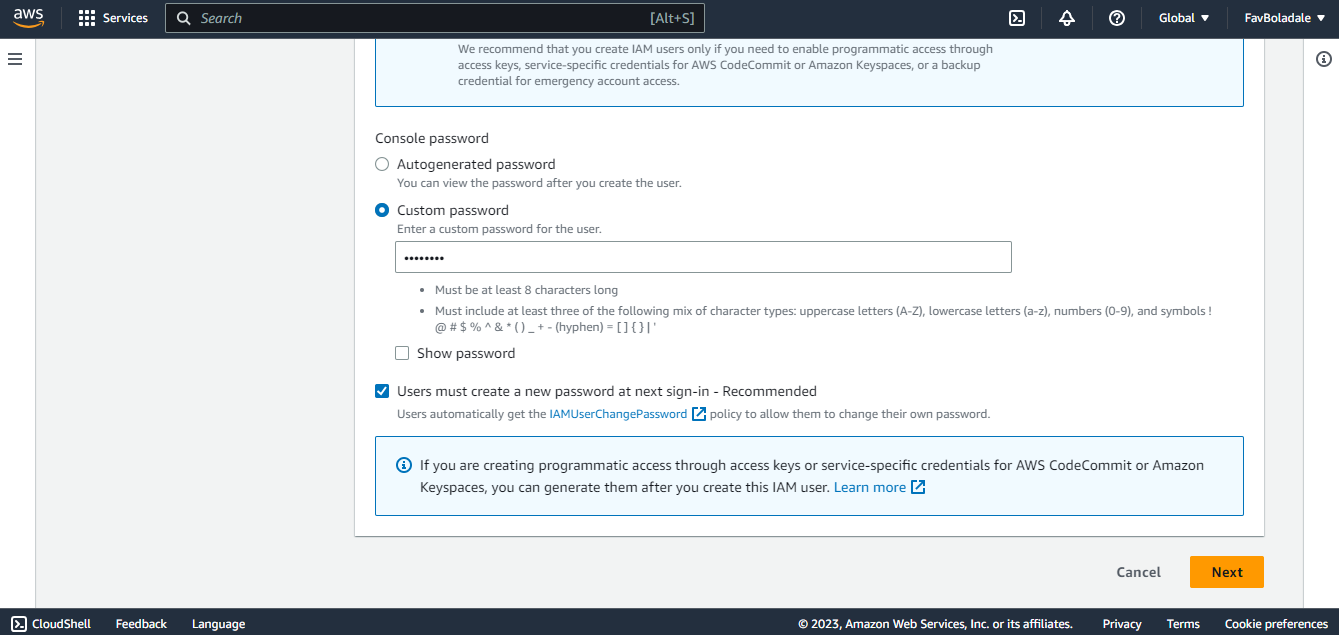 aws Services Search [Alt+S] Global FavBoladale
We recommend that you create IAM users only if you need to enable programmatic access through
access keys, service-specific credentials for AWS CodeCommit or Amazon Keyspaces, or a backup
credential for emergency account access.
Console password
Autogenerated password
You can view the password after you create the user.
Custom password
Enter a custom password for the user.
••••••••
• Must be at least 8 characters long
• Must include at least three of the following mix of character types: uppercase letters (A-Z), lowercase letters (a-z), numbers (0-9), and symbols !
@ # $ % ^ & * ( ) _ + - (hyphen) = [ ] { } | '
Show password
Users must create a new password at next sign-in - Recommended
Users automatically get the IAMUserChangePassword policy to allow them to change their own password.
If you are creating programmatic access through access keys or service-specific credentials for AWS CodeCommit or Amazon
Keyspaces, you can generate them after you create this IAM user. Learn more
Cancel Next
CloudShell Feedback Language © 2023, Amazon Web Services, Inc. or its affiliates. Privacy Terms Cookie preferences